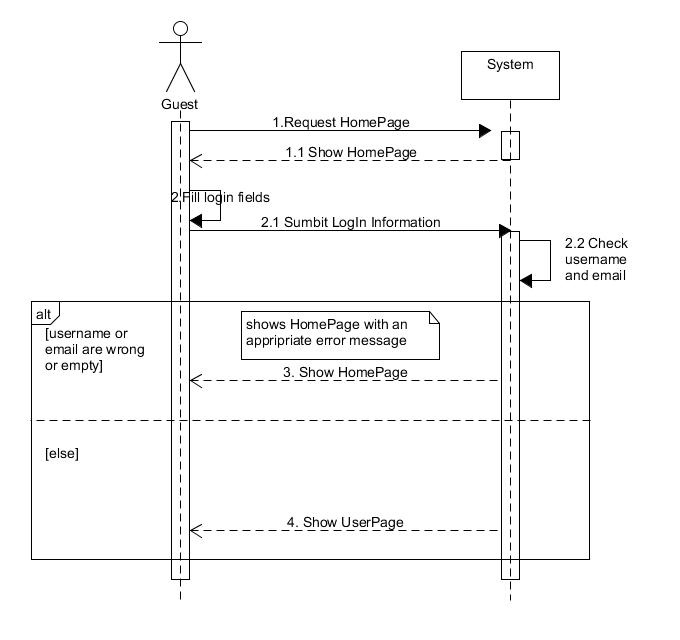 Guest
System
1.Request HomePage
1.1 Show HomePage
2.Fill login fields
2.1 Sumbit LogIn Information
2.2 Check
username
and email
alt
[username or
email are wrong
or empty]
shows HomePage with an
appripriate error message
3. Show HomePage
[else]
4. Show UserPage